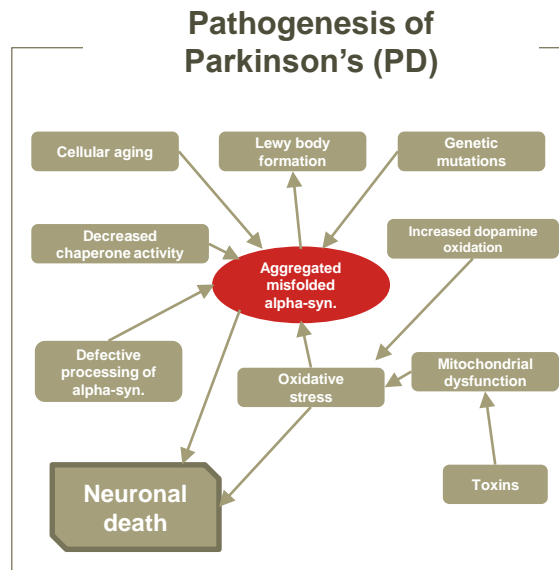 Pathogenesis of
Parkinson's (PD)
Cellular aging
Lewy body
formation
Genetic
mutations
Decreased
chaperone activity
Increased dopamine
oxidation
Aggregated
misfolded
alpha-syn.
Defective
processing of
alpha-syn.
Oxidative
stress
Mitochondrial
dysfunction
Neuronal
death
Toxins